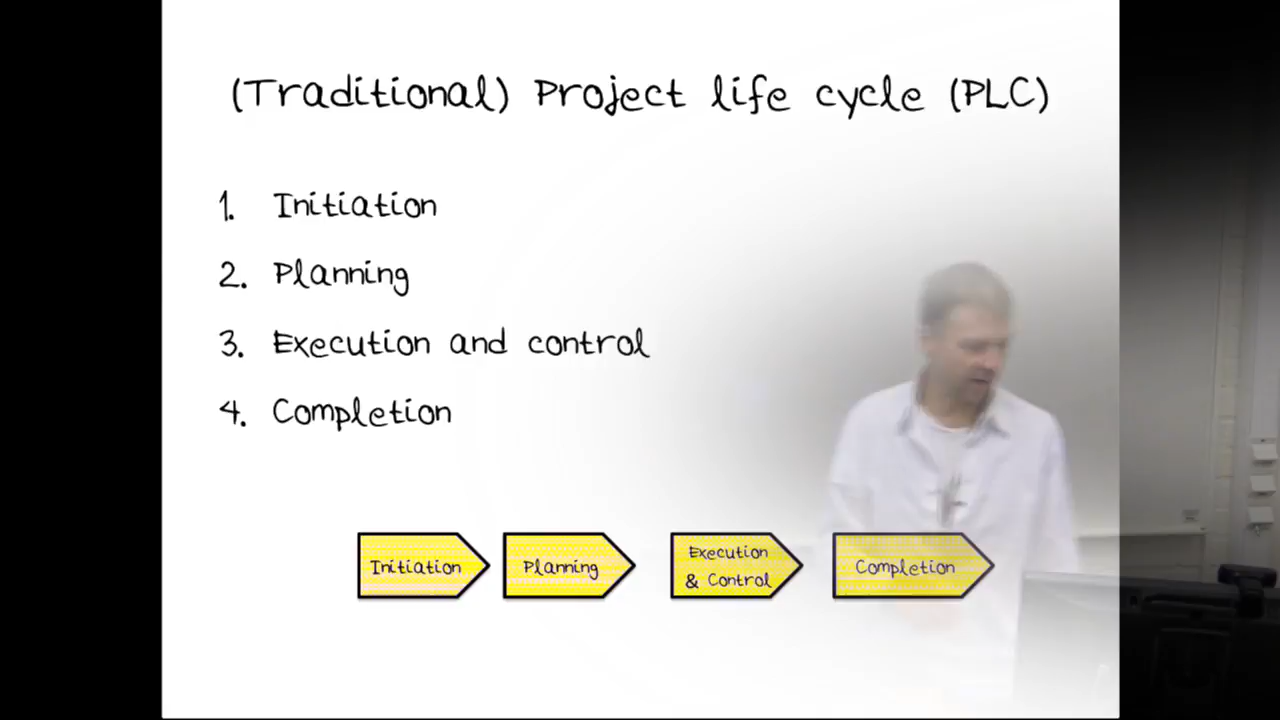 (Traditional) Project life cycle (PLC)
1. Initiation
2. Planning
3. Execution and control
4. Completion
Initiation
Planning
Execution
& Control
Completion